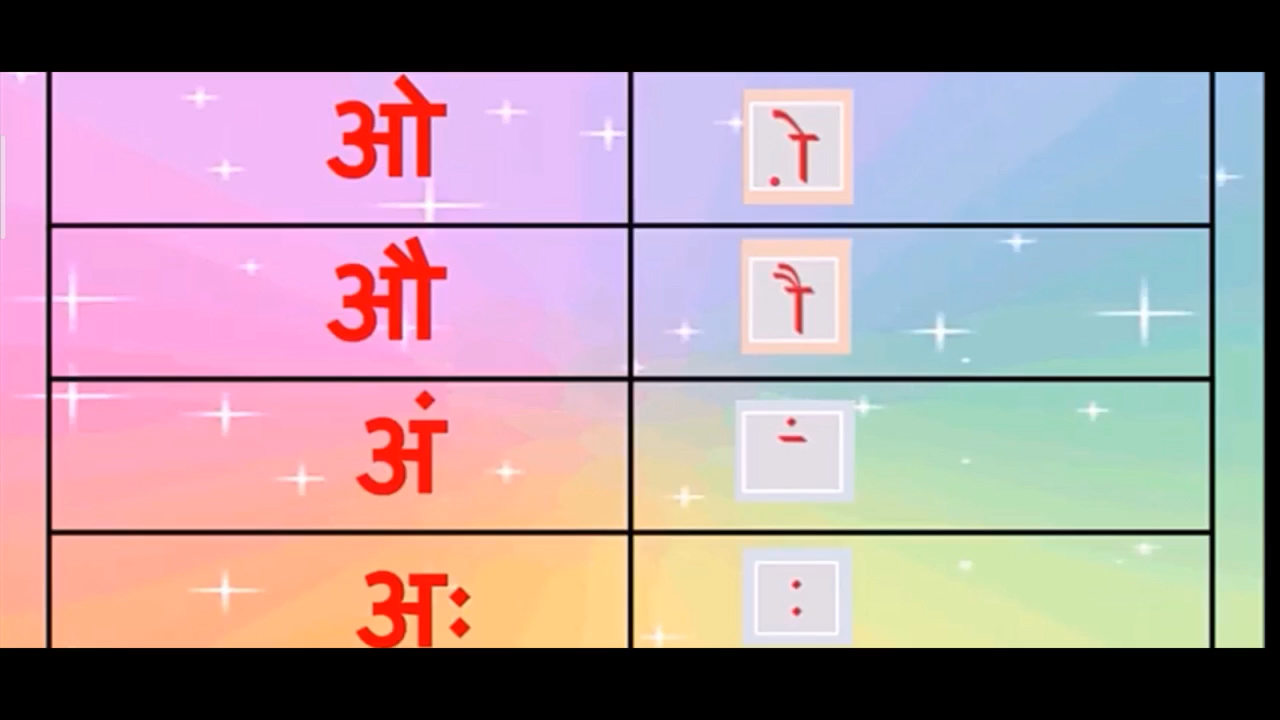 ओ ो
औ ौ
अं ं
अः ः